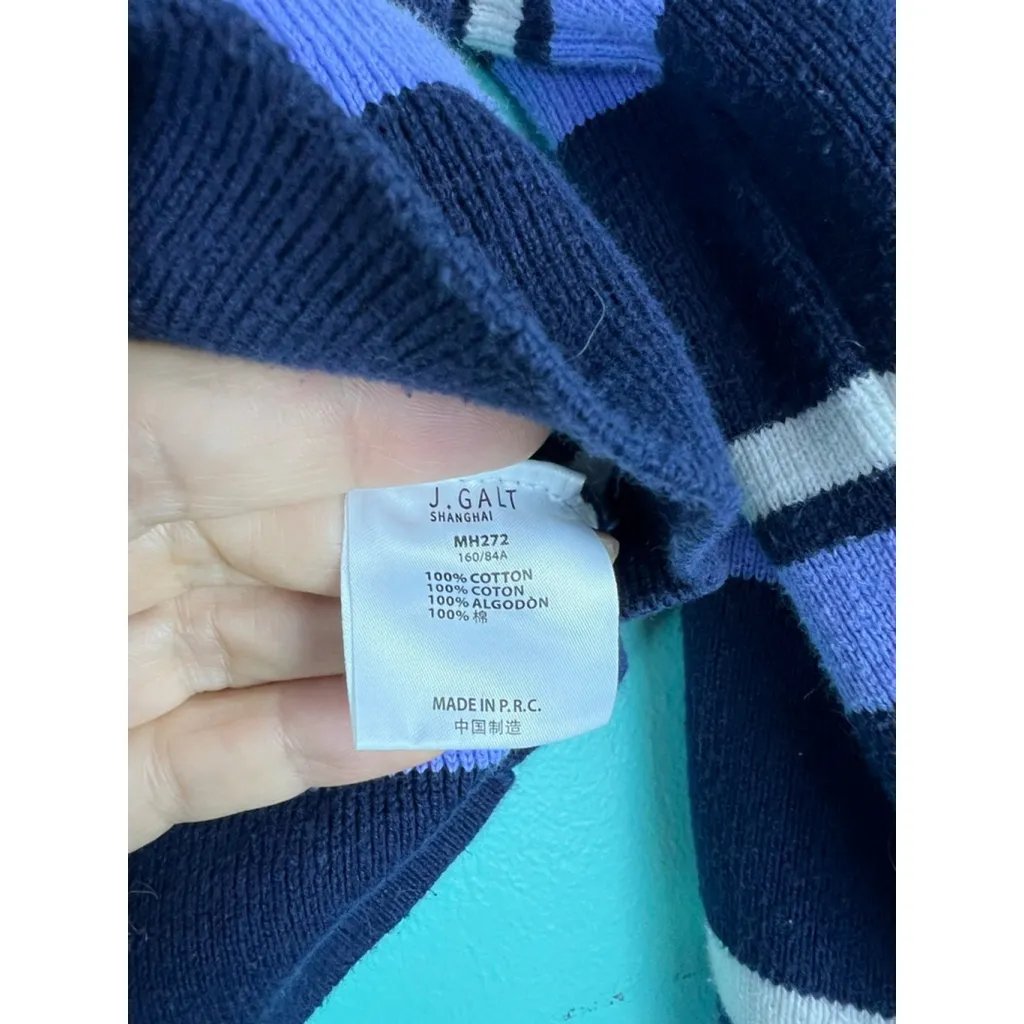 J.GALT
SHANGHAI
MH272
160/84A
100% COTTON
100% COTON
100% ALGODÒN
100% 棉
MADE IN P.R.C.
中国制造